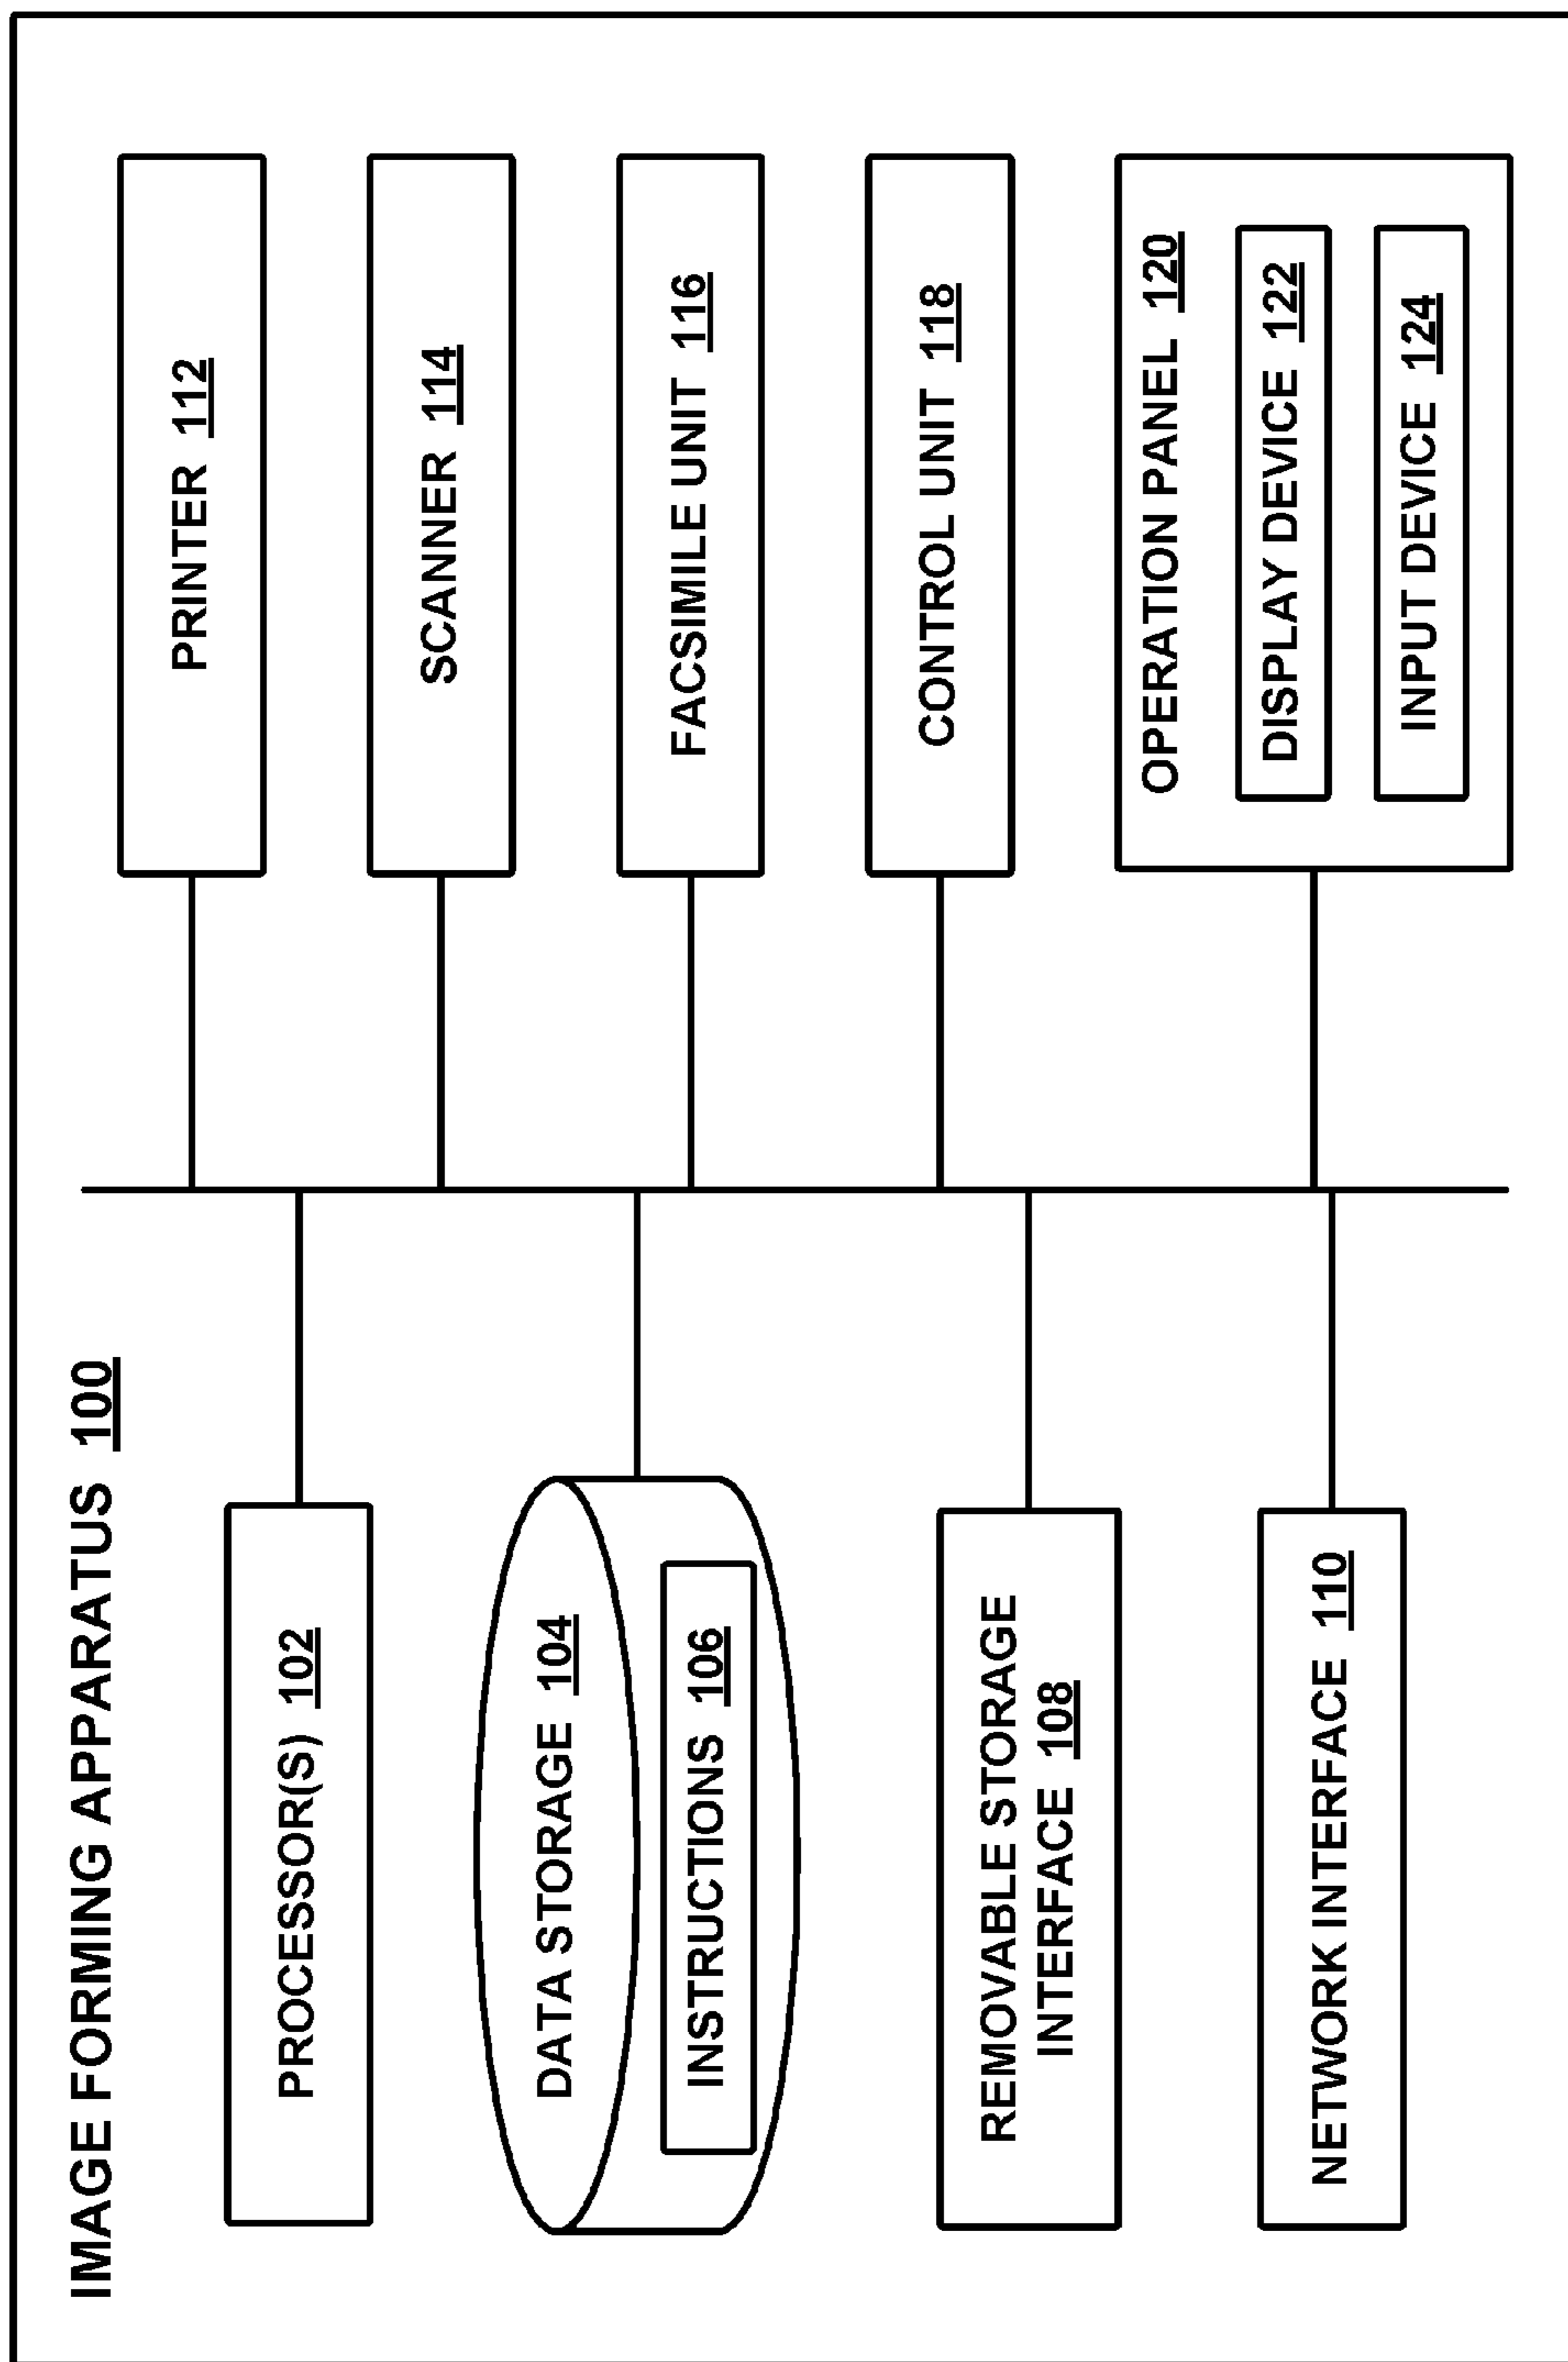 IMAGE FORMING APPARATUS 100
PROCESSOR(S) 102
DATA STORAGE 104
INSTRUCTIONS 106
REMOVABLE STORAGE
INTERFACE 108
NETWORK INTERFACE 110
PRINTER 112
SCANNER 114
FACSIMILE UNIT 116
CONTROL UNIT 118
OPERATION PANEL 120
DISPLAY DEVICE 122
INPUT DEVICE 124